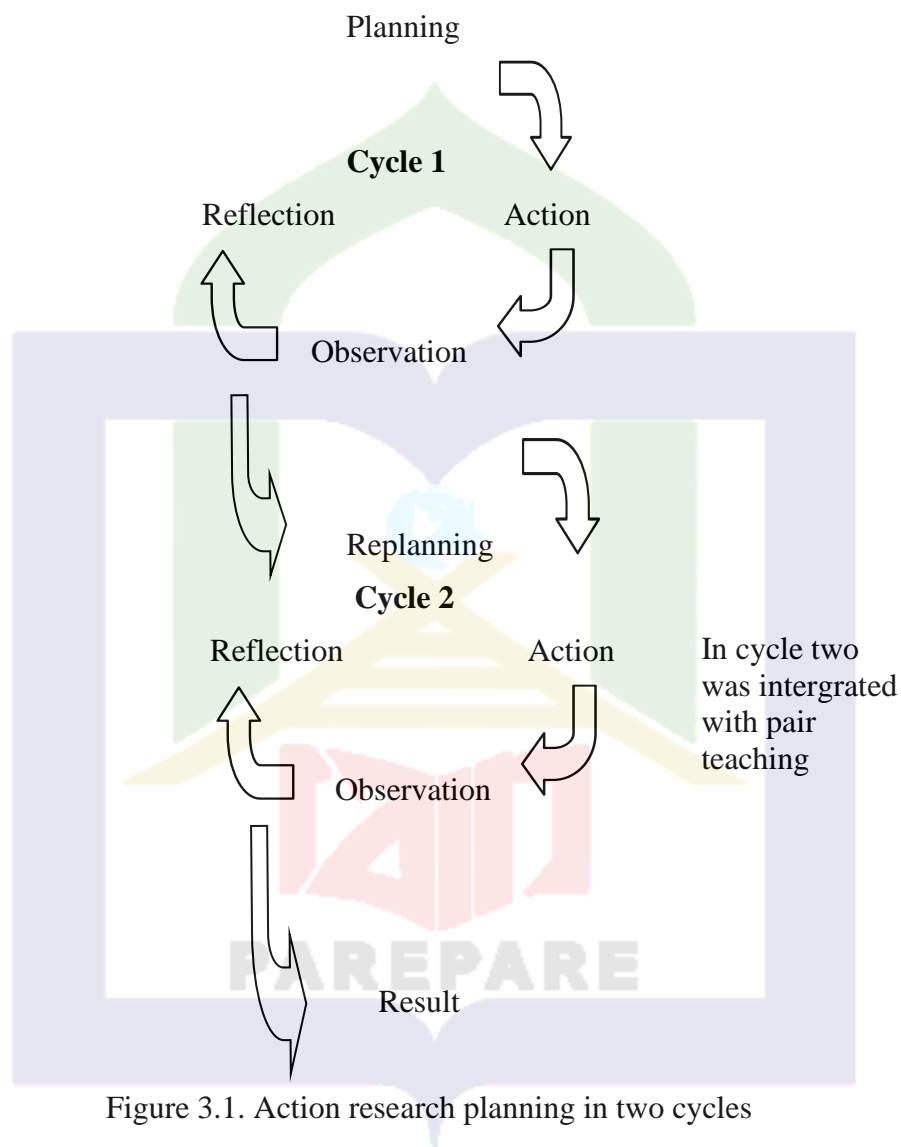 Planning
Cycle 1
Reflection Action
Observation
Replanning
Cycle 2
Reflection Action
In cycle two
was intergrated
with pair
teaching
Observation
PAREPARE
Result
Figure 3.1. Action research planning in two cycles